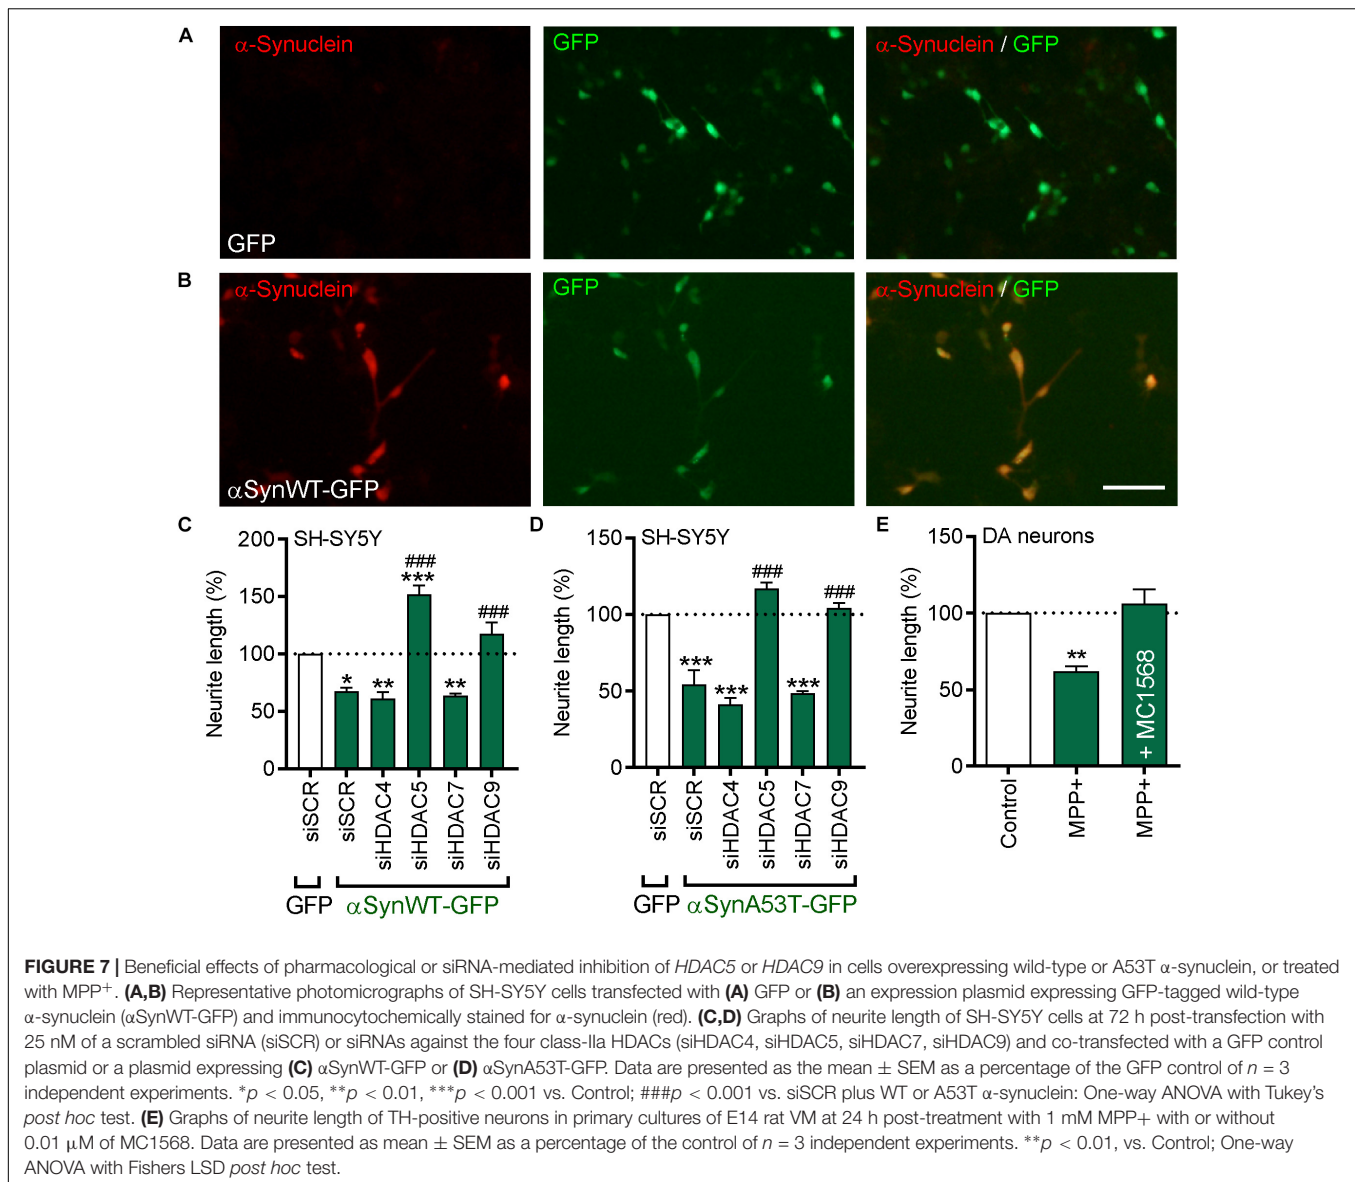 A
α-Synuclein
GFP
α-Synuclein / GFP
GFP
B
α-Synuclein
GFP
α-Synuclein / GFP
αSynWT-GFP
C
SH-SY5Y
Neurite length (%)
200
150
100
50
0
*
**
###
***
**
###
siSCR
siSCR
siHDAC4
siHDAC5
siHDAC7
siHDAC9
GFP
αSynWT-GFP
D
SH-SY5Y
Neurite length (%)
150
100
50
0
***
***
###
***
###
siSCR
siSCR
siHDAC4
siHDAC5
siHDAC7
siHDAC9
GFP
αSynA53T-GFP
E
DA neurons
Neurite length (%)
150
100
50
0
**
+ MC1568
Control
MPP+
MPP+
FIGURE 7 | Beneficial effects of pharmacological or siRNA-mediated inhibition of HDAC5 or HDAC9 in cells overexpressing wild-type or A53T α-synuclein, or treated
with MPP⁺. (A,B) Representative photomicrographs of SH-SY5Y cells transfected with (A) GFP or (B) an expression plasmid expressing GFP-tagged wild-type
α-synuclein (αSynWT-GFP) and immunocytochemically stained for α-synuclein (red). (C,D) Graphs of neurite length of SH-SY5Y cells at 72 h post-transfection with
25 nM of a scrambled siRNA (siSCR) or siRNAs against the four class-IIa HDACs (siHDAC4, siHDAC5, siHDAC7, siHDAC9) and co-transfected with a GFP control
plasmid or a plasmid expressing (C) αSynWT-GFP or (D) αSynA53T-GFP. Data are presented as the mean ± SEM as a percentage of the GFP control of n = 3
independent experiments. *p < 0.05, **p < 0.01, ***p < 0.001 vs. Control; ###p < 0.001 vs. siSCR plus WT or A53T α-synuclein: One-way ANOVA with Tukey's
post hoc test. (E) Graphs of neurite length of TH-positive neurons in primary cultures of E14 rat VM at 24 h post-treatment with 1 mM MPP+ with or without
0.01 μM of MC1568. Data are presented as mean ± SEM as a percentage of the control of n = 3 independent experiments. **p < 0.01, vs. Control; One-way
ANOVA with Fishers LSD post hoc test.